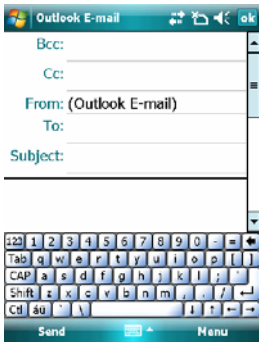 Outlook E-mail ok
Bcc:
Cc:
From: (Outlook E-mail)
To:
Subject:
123 1 2 3 4 5 6 7 8 9 0 - =
Tab q w e r t y u i o p [ ]
CAP a s d f g h j k l ; '
Shift z x c v b n m , . /
Ctl áü ` \
Send Menu